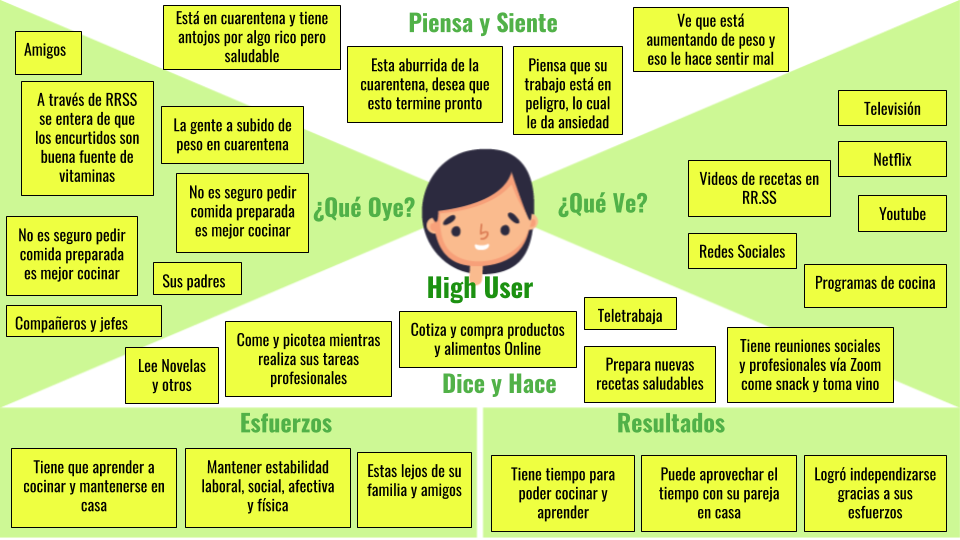 Piensa y Siente
Está en cuarentena y tiene
antojos por algo rico pero
saludable
Esta aburrida de la
cuarentena, desea que
esto termine pronto
Piensa que su
trabajo está en
peligro, lo cual
le da ansiedad
Ve que está
aumentando de peso y
eso le hace sentir mal
¿Qué Oye?
Amigos
A través de RRSS
se entera de que
los encurtidos son
buena fuente de
vitaminas
La gente a subido de
peso en cuarentena
No es seguro pedir
comida preparada
es mejor cocinar
No es seguro pedir
comida preparada
es mejor cocinar
Sus padres
Compañeros y jefes
¿Qué Ve?
Televisión
Netflix
Videos de recetas en
RR.SS
Youtube
Redes Sociales
Programas de cocina
High User
Dice y Hace
Lee Novelas
y otros
Come y picotea mientras
realiza sus tareas
profesionales
Cotiza y compra productos
y alimentos Online
Teletrabaja
Prepara nuevas
recetas saludables
Tiene reuniones sociales
y profesionales vía Zoom
come snack y toma vino
Esfuerzos
Tiene que aprender a
cocinar y mantenerse en
casa
Mantener estabilidad
laboral, social, afectiva
y física
Estas lejos de su
familia y amigos
Resultados
Tiene tiempo para
poder cocinar y
aprender
Puede aprovechar el
tiempo con su pareja
en casa
Logró independizarse
gracias a sus
esfuerzos